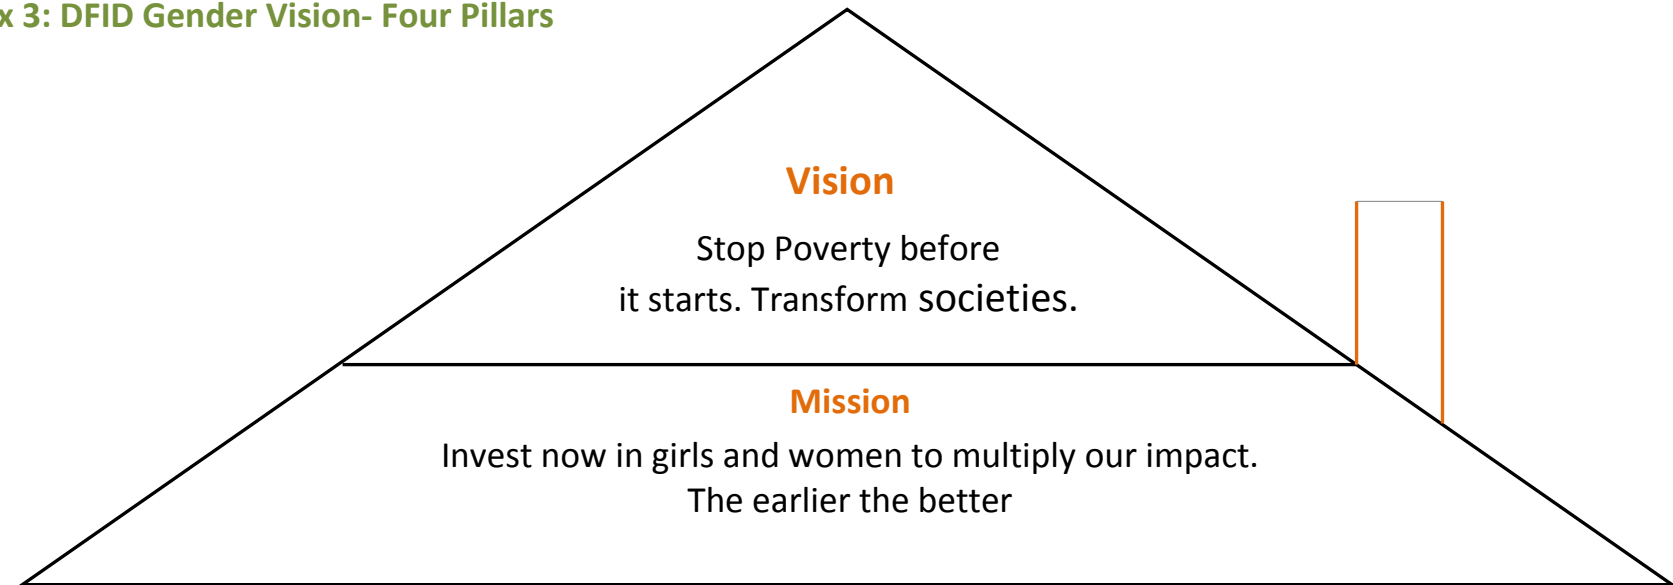 x 3: DFID Gender Vision- Four Pillars
Vision
Stop Poverty before
it starts. Transform societies.
Mission
Invest now in girls and women to multiply our impact.
The earlier the better